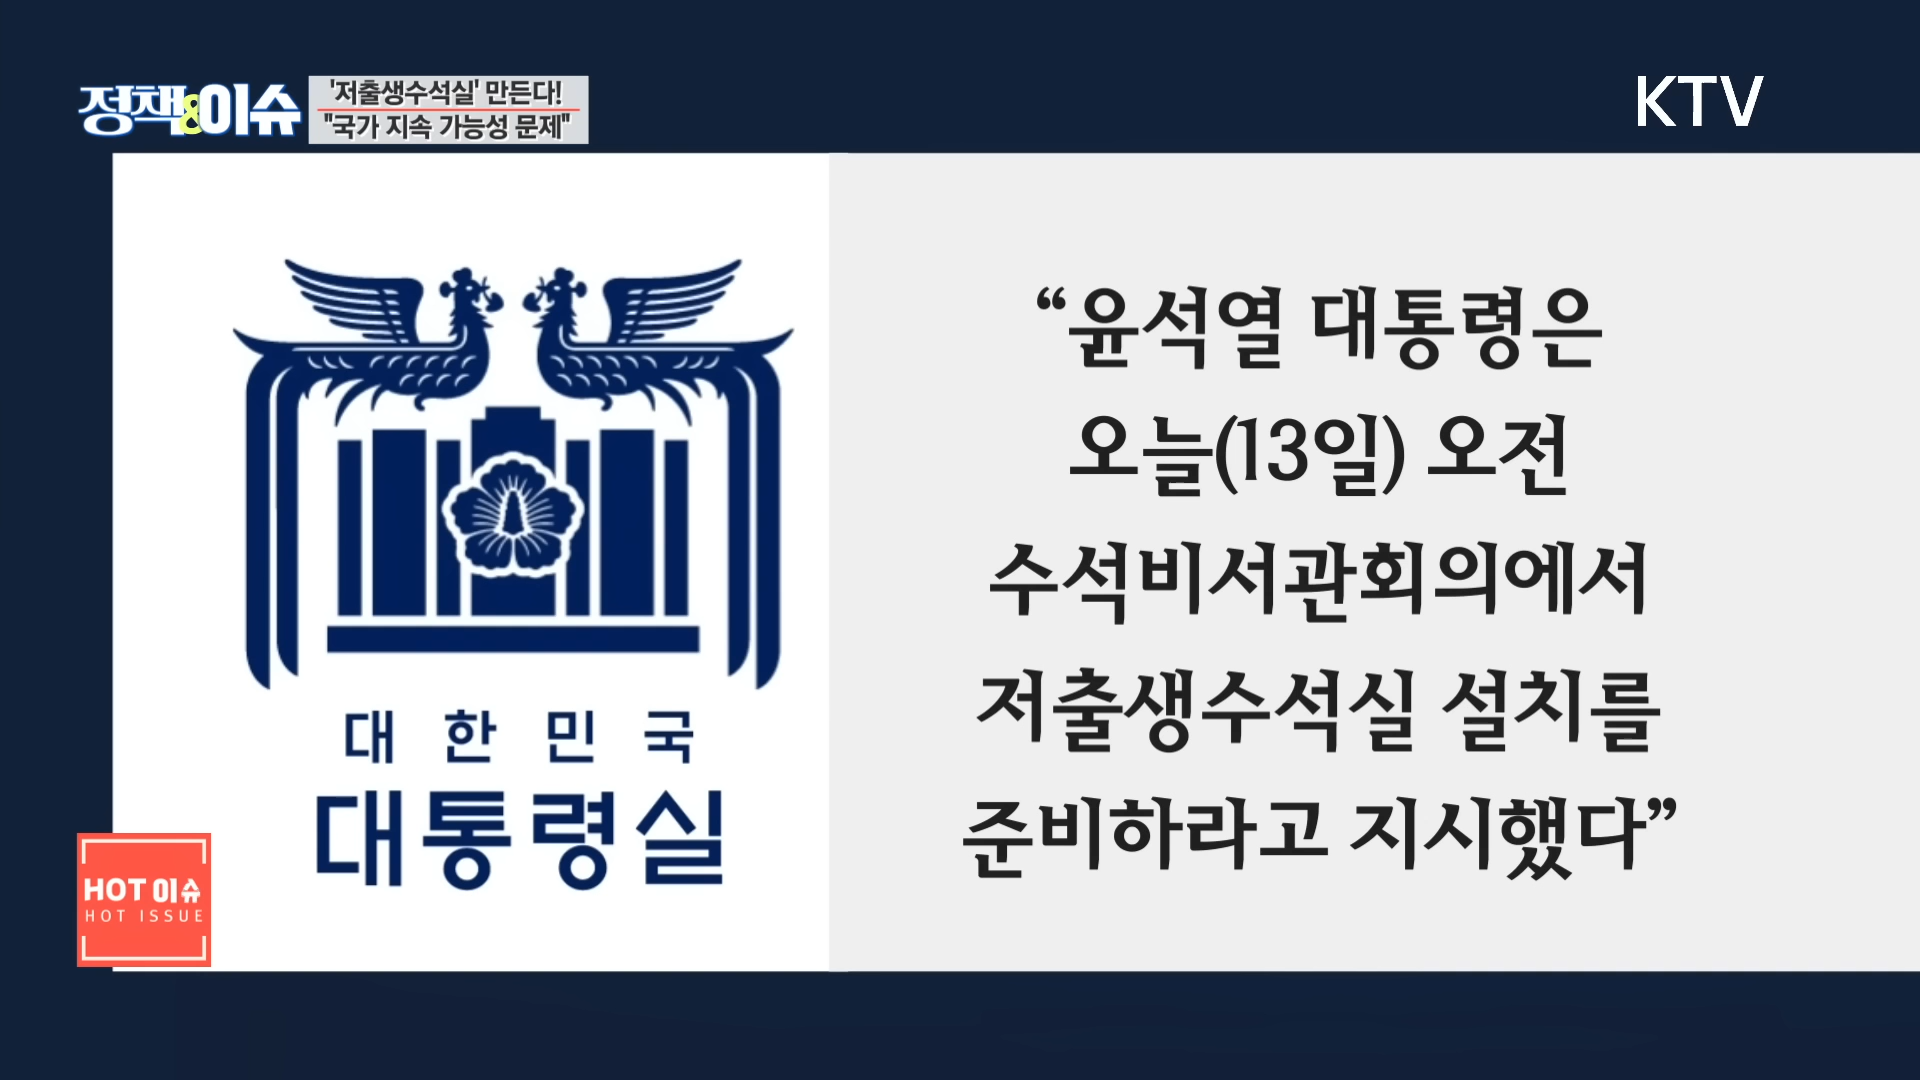 정책&이슈
'저출생수석실' 만든다!
"국가 지속 가능성 문제"
KTV
대한민국
대통령실
“윤석열 대통령은
오늘(13일) 오전
수석비서관회의에서
저출생수석실 설치를
준비하라고 지시했다”
HOT 이슈
HOT ISSUE